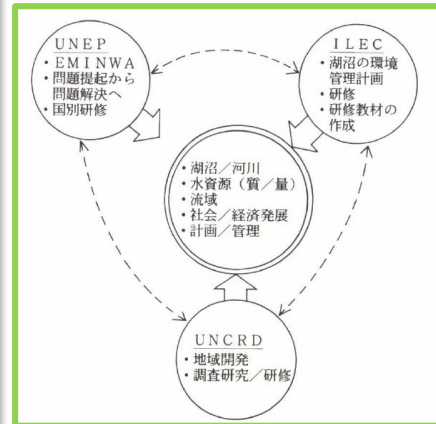 UNEP
・EMINWA
・問題提起から
問題解決へ
・国別研修
ILEC
・湖沼の環境
管理計画
・研修
・研修教材の
作成
・湖沼／河川
・水資源（質／量）
・流域
・社会／経済発展
・計画／管理
UNCRD
・地域開発
・調査研究／研修